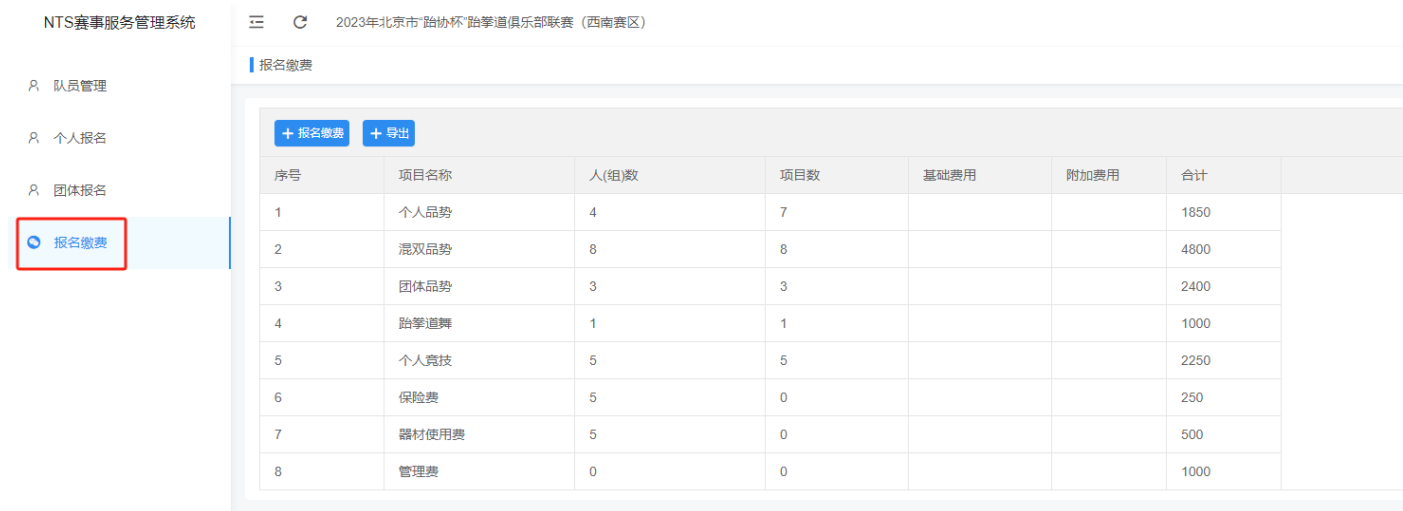 NTS赛事服务管理系统
2023年北京市“跆协杯”跆拳道俱乐部联赛（西南赛区）
报名缴费
队员管理
个人报名
团体报名
报名缴费
报名缴费 导出
序号 项目名称 人(组)数 项目数 基础费用 附加费用 合计
1 个人品势 4 7 1850
2 混双品势 8 8 4800
3 团体品势 3 3 2400
4 跆拳道舞 1 1 1000
5 个人竞技 5 5 2250
6 保险费 5 0 250
7 器材使用费 5 0 500
8 管理费 0 0 1000